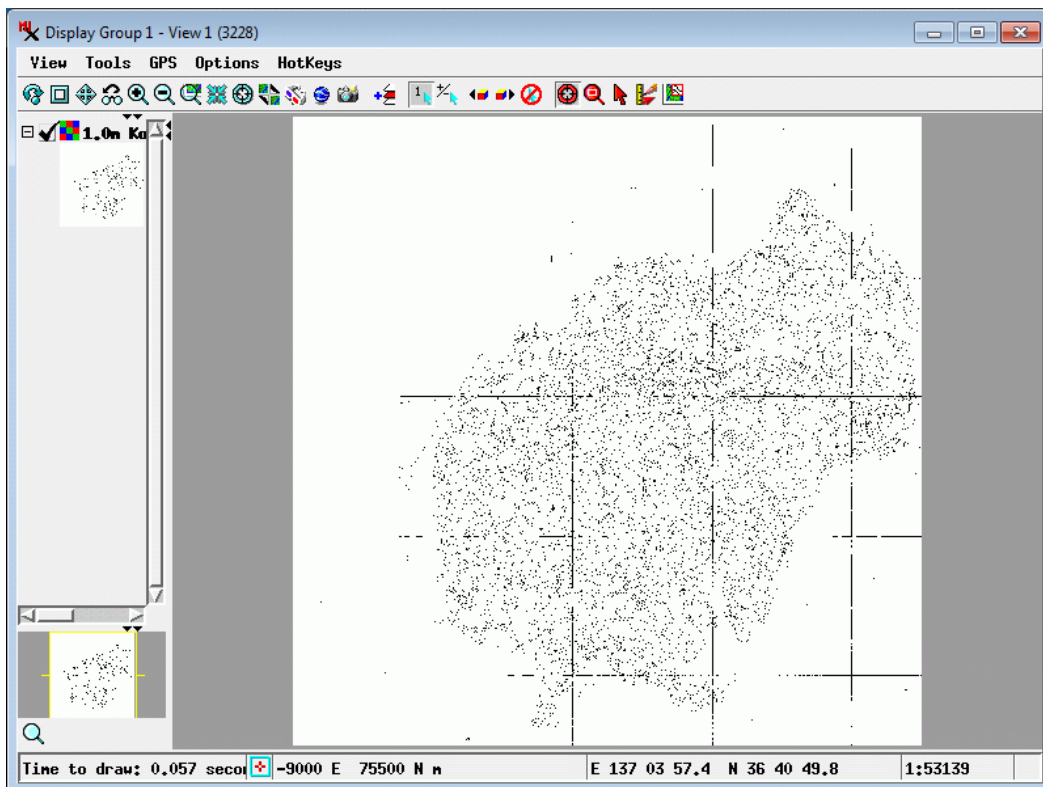 Display Group 1 - View 1 (3228)
View Tools GPS Options HotKeys
1.0m Ko
Time to draw: 0.057 secon
-9000 E 75500 N m
E 137 03 57.4 N 36 40 49.8
1:53139